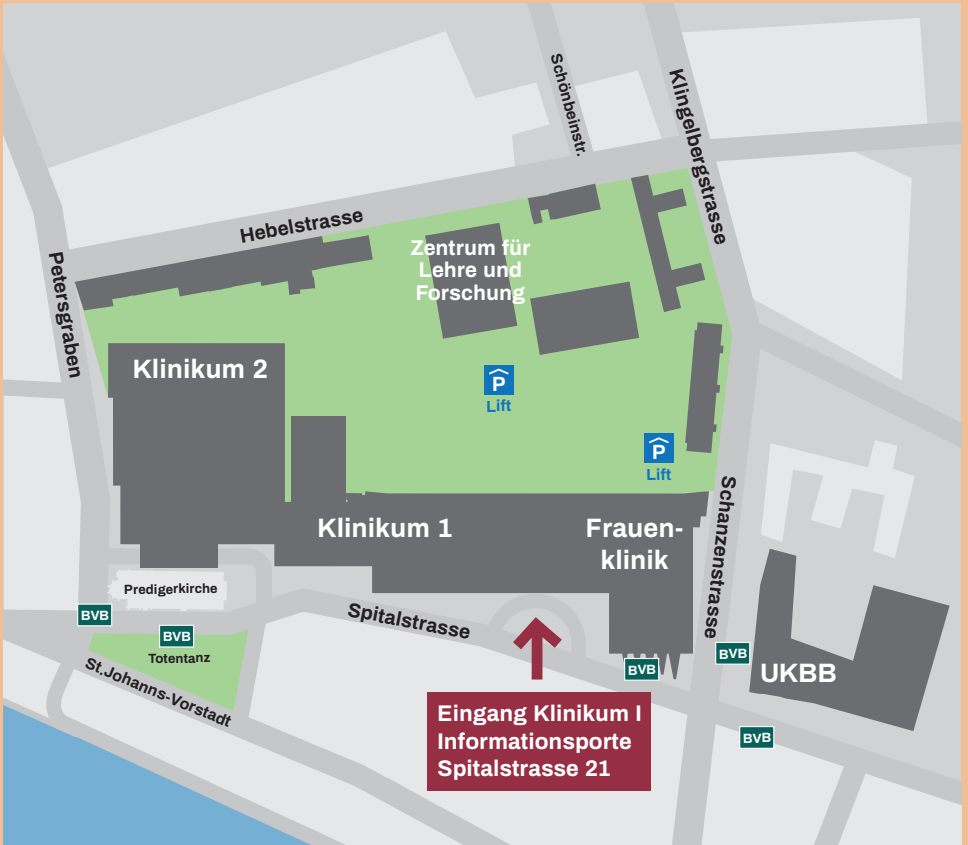 Schönbeinstr.
Klingelbergstrasse
Hebelstrasse
Zentrum für
Lehre und
Forschung
Petersgraben
Klinikum 2
P
Lift
P
Lift
Klinikum 1
Frauen-
klinik
Schanzenstrasse
Predigerkirche
BVB
BVB
Totentanz
Spitalstrasse
St.Johanns-Vorstadt
BVB
BVB
UKBB
BVB
Eingang Klinikum I
Informationsporte
Spitalstrasse 21